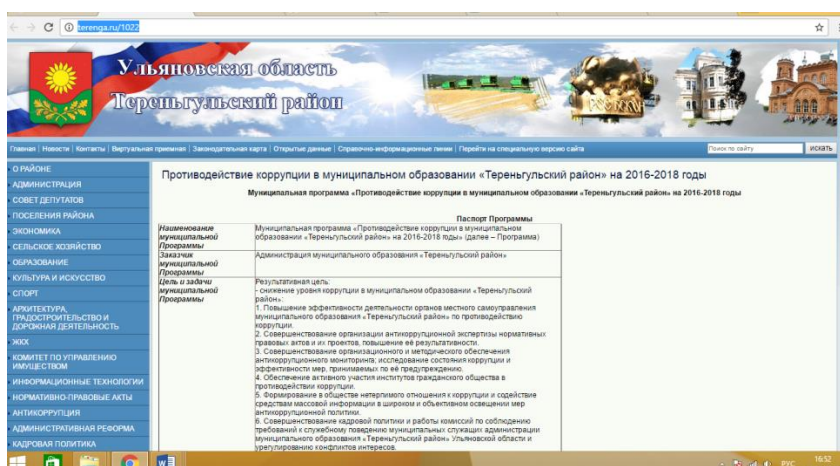 terenga.ru/1022
Ульяновская область
Тереньгульский район
Главная | Новости | Контакты | Виртуальная приемная | Законодательная карта | Открытые данные | Справочно-информационные линии | Перейти на специальную версию сайта
Поиск по сайту
ИСКАТЬ
О РАЙОНЕ
АДМИНИСТРАЦИЯ
СОВЕТ ДЕПУТАТОВ
ПОСЕЛЕНИЯ РАЙОНА
ЭКОНОМИКА
СЕЛЬСКОЕ ХОЗЯЙСТВО
ОБРАЗОВАНИЕ
КУЛЬТУРА И ИСКУССТВО
СПОРТ
АРХИТЕКТУРА,
ГРАДОСТРОИТЕЛЬСТВО И
ДОРОЖНАЯ ДЕЯТЕЛЬНОСТЬ
ЖКХ
КОМИТЕТ ПО УПРАВЛЕНИЮ
ИМУЩЕСТВОМ
ИНФОРМАЦИОННЫЕ ТЕХНОЛОГИИ
НОРМАТИВНО-ПРАВОВЫЕ АКТЫ
АНТИКОРРУПЦИЯ
АДМИНИСТРАТИВНАЯ РЕФОРМА
КАДРОВАЯ ПОЛИТИКА
Противодействие коррупции в муниципальном образовании «Тереньгульский район» на 2016-2018 годы
Муниципальная программа «Противодействие коррупции в муниципальном образовании «Тереньгульский район» на 2016-2018 годы
Паспорт Программы
Наименование
муниципальной
Программы
Муниципальная программа «Противодействие коррупции в муниципальном
образовании «Тереньгульский район» на 2016-2018 годы» (далее – Программа)
Заказчик
муниципальной
Программы
Администрация муниципального образования «Тереньгульский район»
Цель и задачи
муниципальной
Программы
Результативная цель:
- снижение уровня коррупции в муниципальном образовании «Тереньгульский
район»:
1. Повышение эффективности деятельности органов местного самоуправления
муниципального образования «Тереньгульский район» по противодействию
коррупции.
2. Совершенствование организации антикоррупционной экспертизы нормативных
правовых актов и их проектов, повышение её результативности.
3. Совершенствование организационного и методического обеспечения
антикоррупционного мониторинга; исследование состояния коррупции и
эффективности мер, принимаемых по её предупреждению.
4. Обеспечение активного участия институтов гражданского общества в
противодействии коррупции.
5. Формирование в обществе нетерпимого отношения к коррупции и содействие
средствам массовой информации в широком и объективном освещении мер
антикоррупционной политики.
6. Совершенствование кадровой политики и работы комиссий по соблюдению
требований к служебному поведению муниципальных служащих администрации
муниципального образования «Тереньгульский район» Ульяновской области и
урегулированию конфликтов интересов.
РУС
16:52